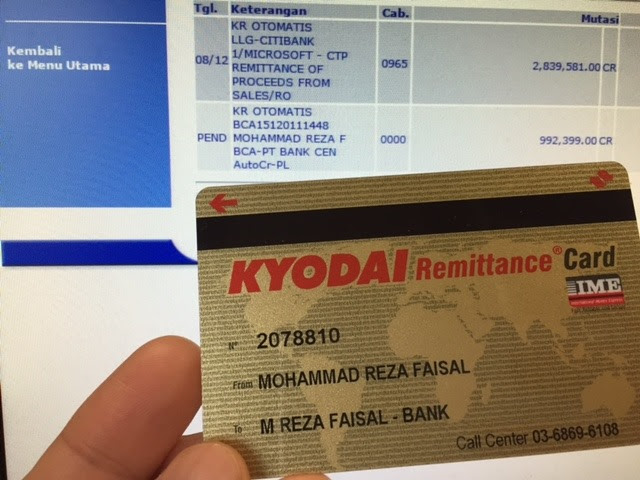 Kembali
ke Menu Utama
Tgl. Keterangan Cab. Mutasi
08/12 KR OTOMATIS
LLG-CITIBANK
1/MICROSOFT - CTP
REMITTANCE OF
PROCEEDS FROM
SALES/RO 0965 2,839,581.00 CR
PEND KR OTOMATIS
BCA15120111448
MOHAMMAD REZA F
BCA-PT BANK CEN
AutoCr-PL 0000 992,399.00 CR
KYODAI Remittance® Card
IME
N° 2078810
From MOHAMMAD REZA FAISAL
To M REZA FAISAL - BANK
Call Center 03-6869-6108